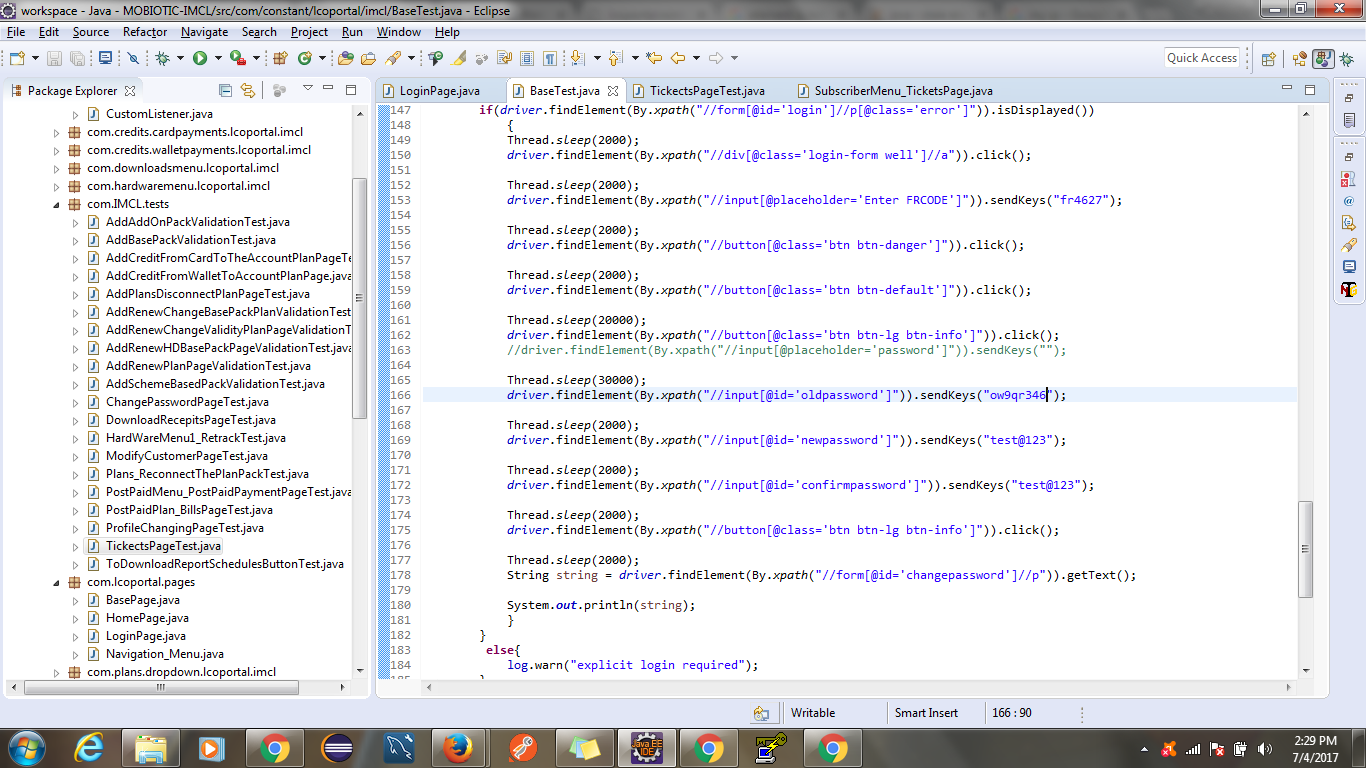 workspace - Java - MOBIOTIC-IMCL/src/com/constant/lcoportal/imcl/BaseTest.java - Eclipse
File Edit Source Refactor Navigate Search Project Run Window Help
Quick Access
Package Explorer
CustomListener.java
com.credits.cardpayments.lcoportal.imcl
com.credits.walletpayments.lcoportal.imcl
com.downloadsmenu.lcoportal.imcl
com.hardwaremenu.lcoportal.imcl
com.IMCL.tests
AddAddOnPackValidationTest.java
AddBasePackValidationTest.java
AddCreditFromCardToTheAccountPlanPageTe
AddCreditFromWalletToAccountPlanPage.java
AddPlansDisconnectPlanPageTest.java
AddRenewChangeBasePackPlanValidationTest
AddRenewChangeValidityPlanPageValidationT
AddRenewHDBasePackPageValidationTest.java
AddRenewPlanPageValidationTest.java
AddSchemeBasedPackValidationTest.java
ChangePasswordPageTest.java
DownloadRecepitsPageTest.java
HardWareMenu1_RetrackTest.java
ModifyCustomerPageTest.java
Plans_ReconnectThePlanPackTest.java
PostPaidMenu_PostPaidPaymentPageTest.java
PostPaidPlan_BillsPageTest.java
ProfileChangingPageTest.java
TickectsPageTest.java
ToDownloadReportSchedulesButtonTest.java
com.lcoportal.pages
BasePage.java
HomePage.java
LoginPage.java
Navigation_Menu.java
com.plans.dropdown.lcoportal.imcl
LoginPage.java BaseTest.java TickectsPageTest.java SubscriberMenu_TicketsPage.java
147 if(driver.findElement(By.xpath("//form[@id='login']//p[@class='error']")).isDisplayed())
148 {
149 Thread.sleep(2000);
150 driver.findElement(By.xpath("//div[@class='login-form well']//a")).click();
151
152 Thread.sleep(2000);
153 driver.findElement(By.xpath("//input[@placeholder='Enter FRCODE']")).sendKeys("fr4627");
154
155 Thread.sleep(2000);
156 driver.findElement(By.xpath("//button[@class='btn btn-danger']")).click();
157
158 Thread.sleep(2000);
159 driver.findElement(By.xpath("//button[@class='btn btn-default']")).click();
160
161 Thread.sleep(20000);
162 driver.findElement(By.xpath("//button[@class='btn btn-lg btn-info']")).click();
163 //driver.findElement(By.xpath("//input[@placeholder='password']")).sendKeys("");
164
165 Thread.sleep(30000);
166 driver.findElement(By.xpath("//input[@id='oldpassword']")).sendKeys("ow9qr346");
167
168 Thread.sleep(2000);
169 driver.findElement(By.xpath("//input[@id='newpassword']")).sendKeys("test@123");
170
171 Thread.sleep(2000);
172 driver.findElement(By.xpath("//input[@id='confirmpassword']")).sendKeys("test@123");
173
174 Thread.sleep(2000);
175 driver.findElement(By.xpath("//button[@class='btn btn-lg btn-info']")).click();
176
177 Thread.sleep(2000);
178 String string = driver.findElement(By.xpath("//form[@id='changepassword']//p")).getText();
179
180 System.out.println(string);
181 }
182 }
183 else{
184 log.warn("explicit login required");
Writable Smart Insert 166 : 90
Java EE
IDE
2:29 PM
7/4/2017